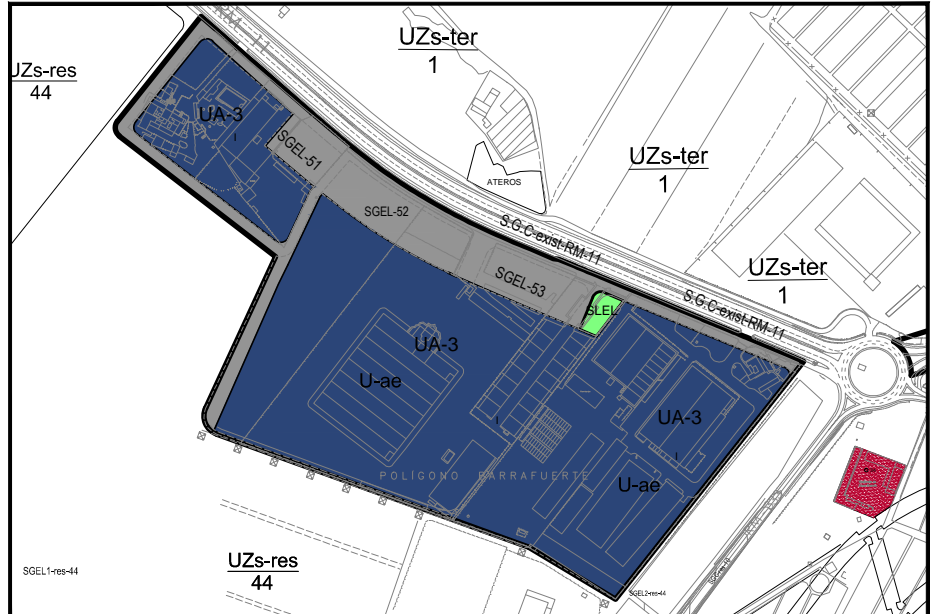 UZs-ter
1
UZs-res
44
UA-3
I
SGEL-51
ATEROS
UZs-ter
1
SGEL-52
S.G.C-exist-RM-11
SGEL-53
UZs-ter
1
S.G.C-exist-RM-11
SLEL
UA-3
U-ae
I
UA-3
I
POLÍGONO BARRAFUERTE
U-ae
UZs-res
44
SGEL1-res-44
SGEL2-res-44